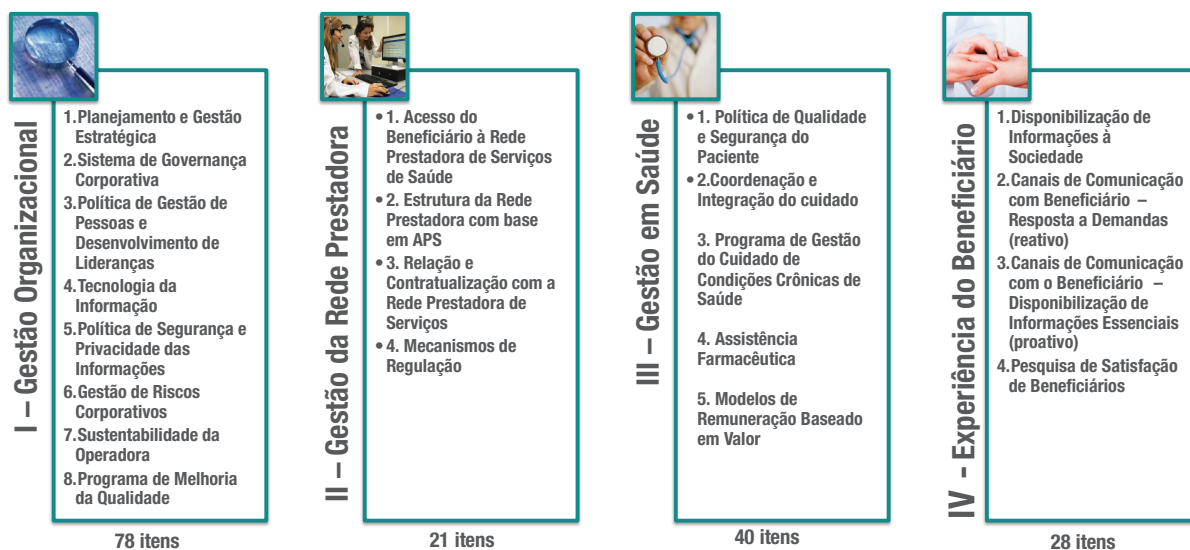 I – Gestão Organizacional
1.Planejamento e Gestão
Estratégica
2.Sistema de Governança
Corporativa
3.Política de Gestão de
Pessoas e
Desenvolvimento de
Lideranças
4.Tecnologia da
Informação
5.Política de Segurança e
Privacidade das
Informações
6.Gestão de Riscos
Corporativos
7.Sustentabilidade da
Operadora
8.Programa de Melhoria
da Qualidade
78 itens
II – Gestão da Rede Prestadora
• 1. Acesso do
Beneficiário à Rede
Prestadora de Serviços
de Saúde
• 2. Estrutura da Rede
Prestadora com base
em APS
• 3. Relação e
Contratualização com a
Rede Prestadora de
Serviços
• 4. Mecanismos de
Regulação
21 itens
III – Gestão em Saúde
• 1. Política de Qualidade
e Segurança do
Paciente
• 2.Coordenação e
Integração do cuidado
3. Programa de Gestão
do Cuidado de
Condições Crônicas de
Saúde
4. Assistência
Farmacêutica
5. Modelos de
Remuneração Baseado
em Valor
40 itens
IV - Experiência do Beneficiário
1.Disponibilização de
Informações à
Sociedade
2.Canais de Comunicação
com Beneficiário –
Resposta a Demandas
(reativo)
3.Canais de Comunicação
com o Beneficiário –
Disponibilização de
Informações Essenciais
(proativo)
4.Pesquisa de Satisfação
de Beneficiários
28 itens